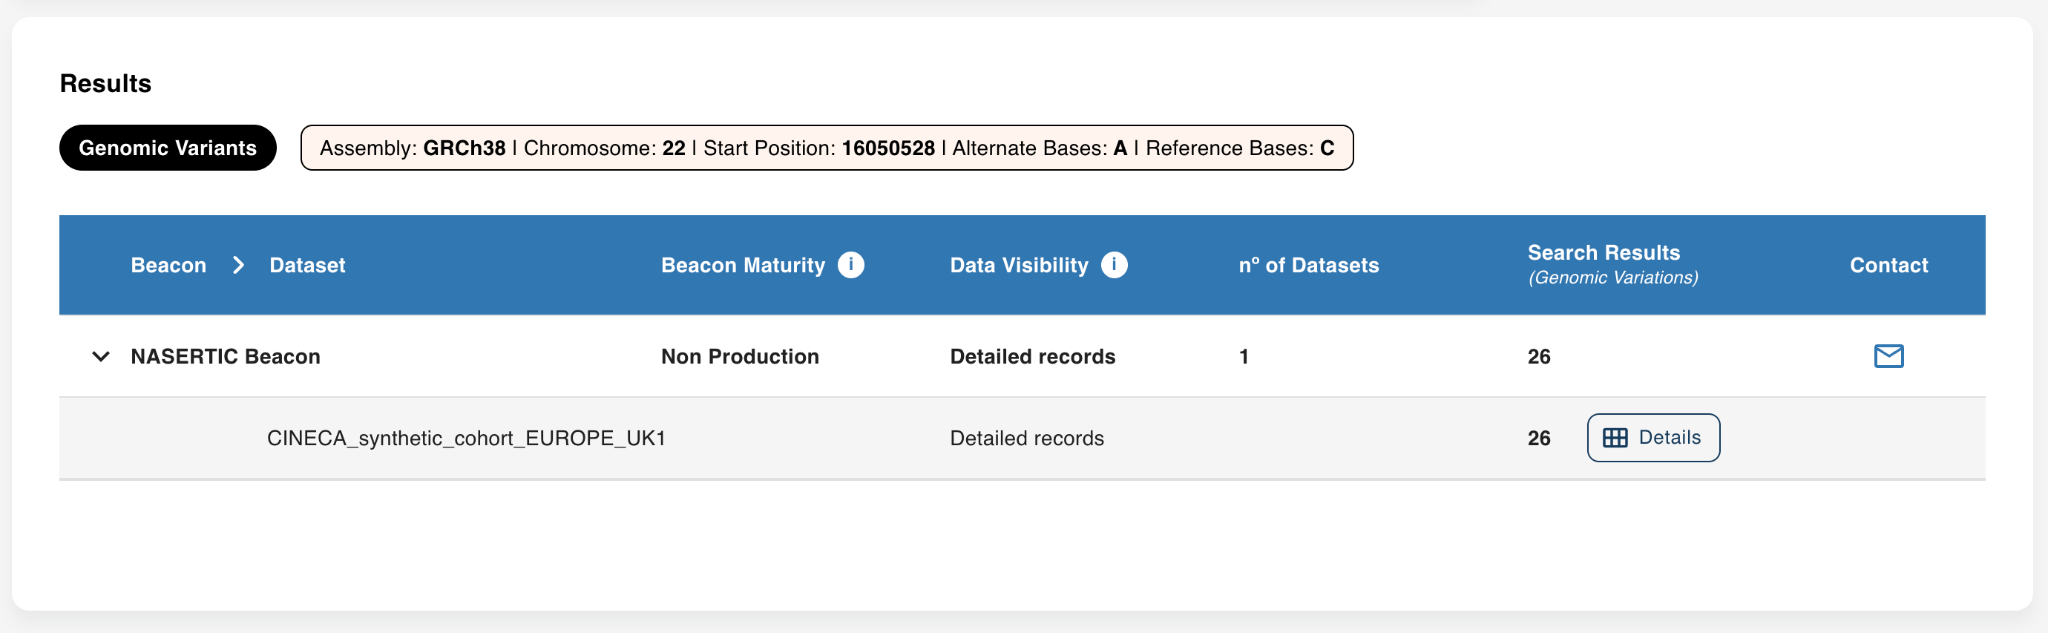 Results
Genomic Variants
Assembly: GRCh38 | Chromosome: 22 | Start Position: 16050528 | Alternate Bases: A | Reference Bases: C
Beacon > Dataset Beacon Maturity i Data Visibility i nº of Datasets Search Results Contact
(Genomic Variations)
NASERTIC Beacon Non Production Detailed records 1 26
CINECA_synthetic_cohort_EUROPE_UK1 Detailed records 26 Details